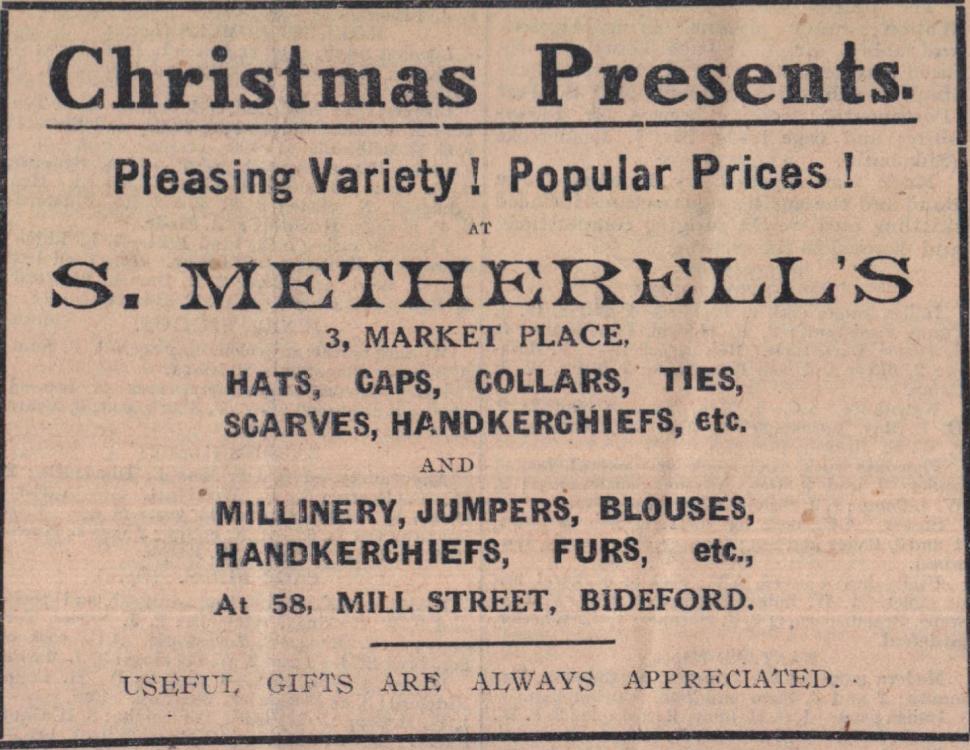 Christmas Presents.
Pleasing Variety! Popular Prices!
AT
S. METHERELL'S
3, MARKET PLACE,
HATS, CAPS, COLLARS, TIES,
SCARVES, HANDKERCHIEFS, etc.
AND
MILLINERY, JUMPERS, BLOUSES,
HANDKERCHIEFS, FURS, etc.,
At 58, MILL STREET, BIDEFORD.
USEFUL GIFTS ARE ALWAYS APPRECIATED.